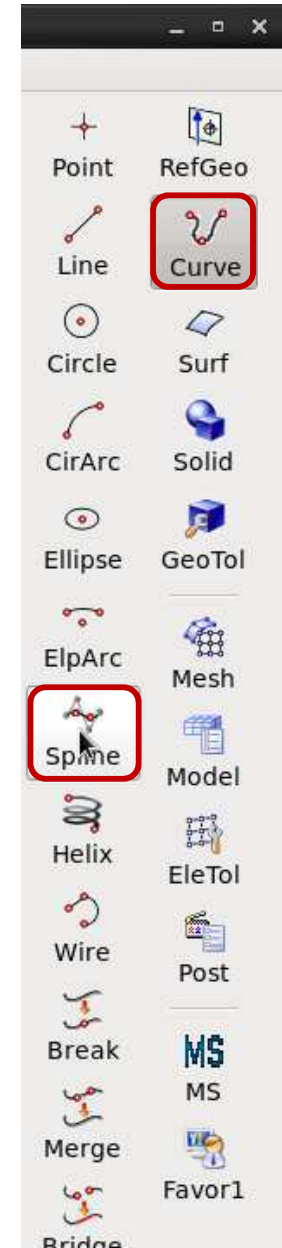 Point
RefGeo
Line
Curve
Circle
Surf
CirArc
Solid
Ellipse
GeoTol
ElpArc
Mesh
Spline
Model
Helix
EleTol
Wire
Post
Break
MS
MS
Merge
Favor1
Bridge